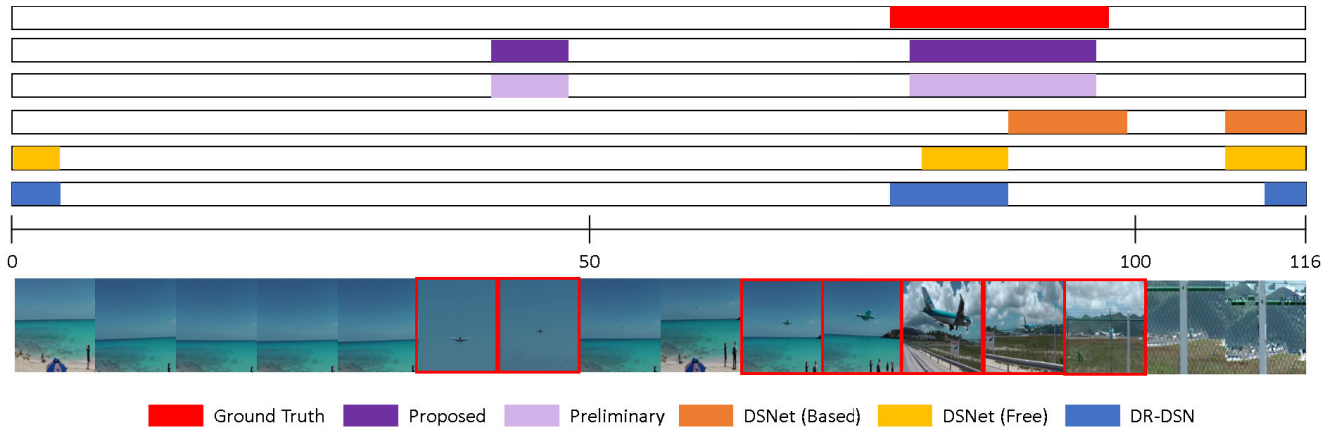 0 50 100 116
Ground Truth Proposed Preliminary DSNet (Based) DSNet (Free) DR-DSN